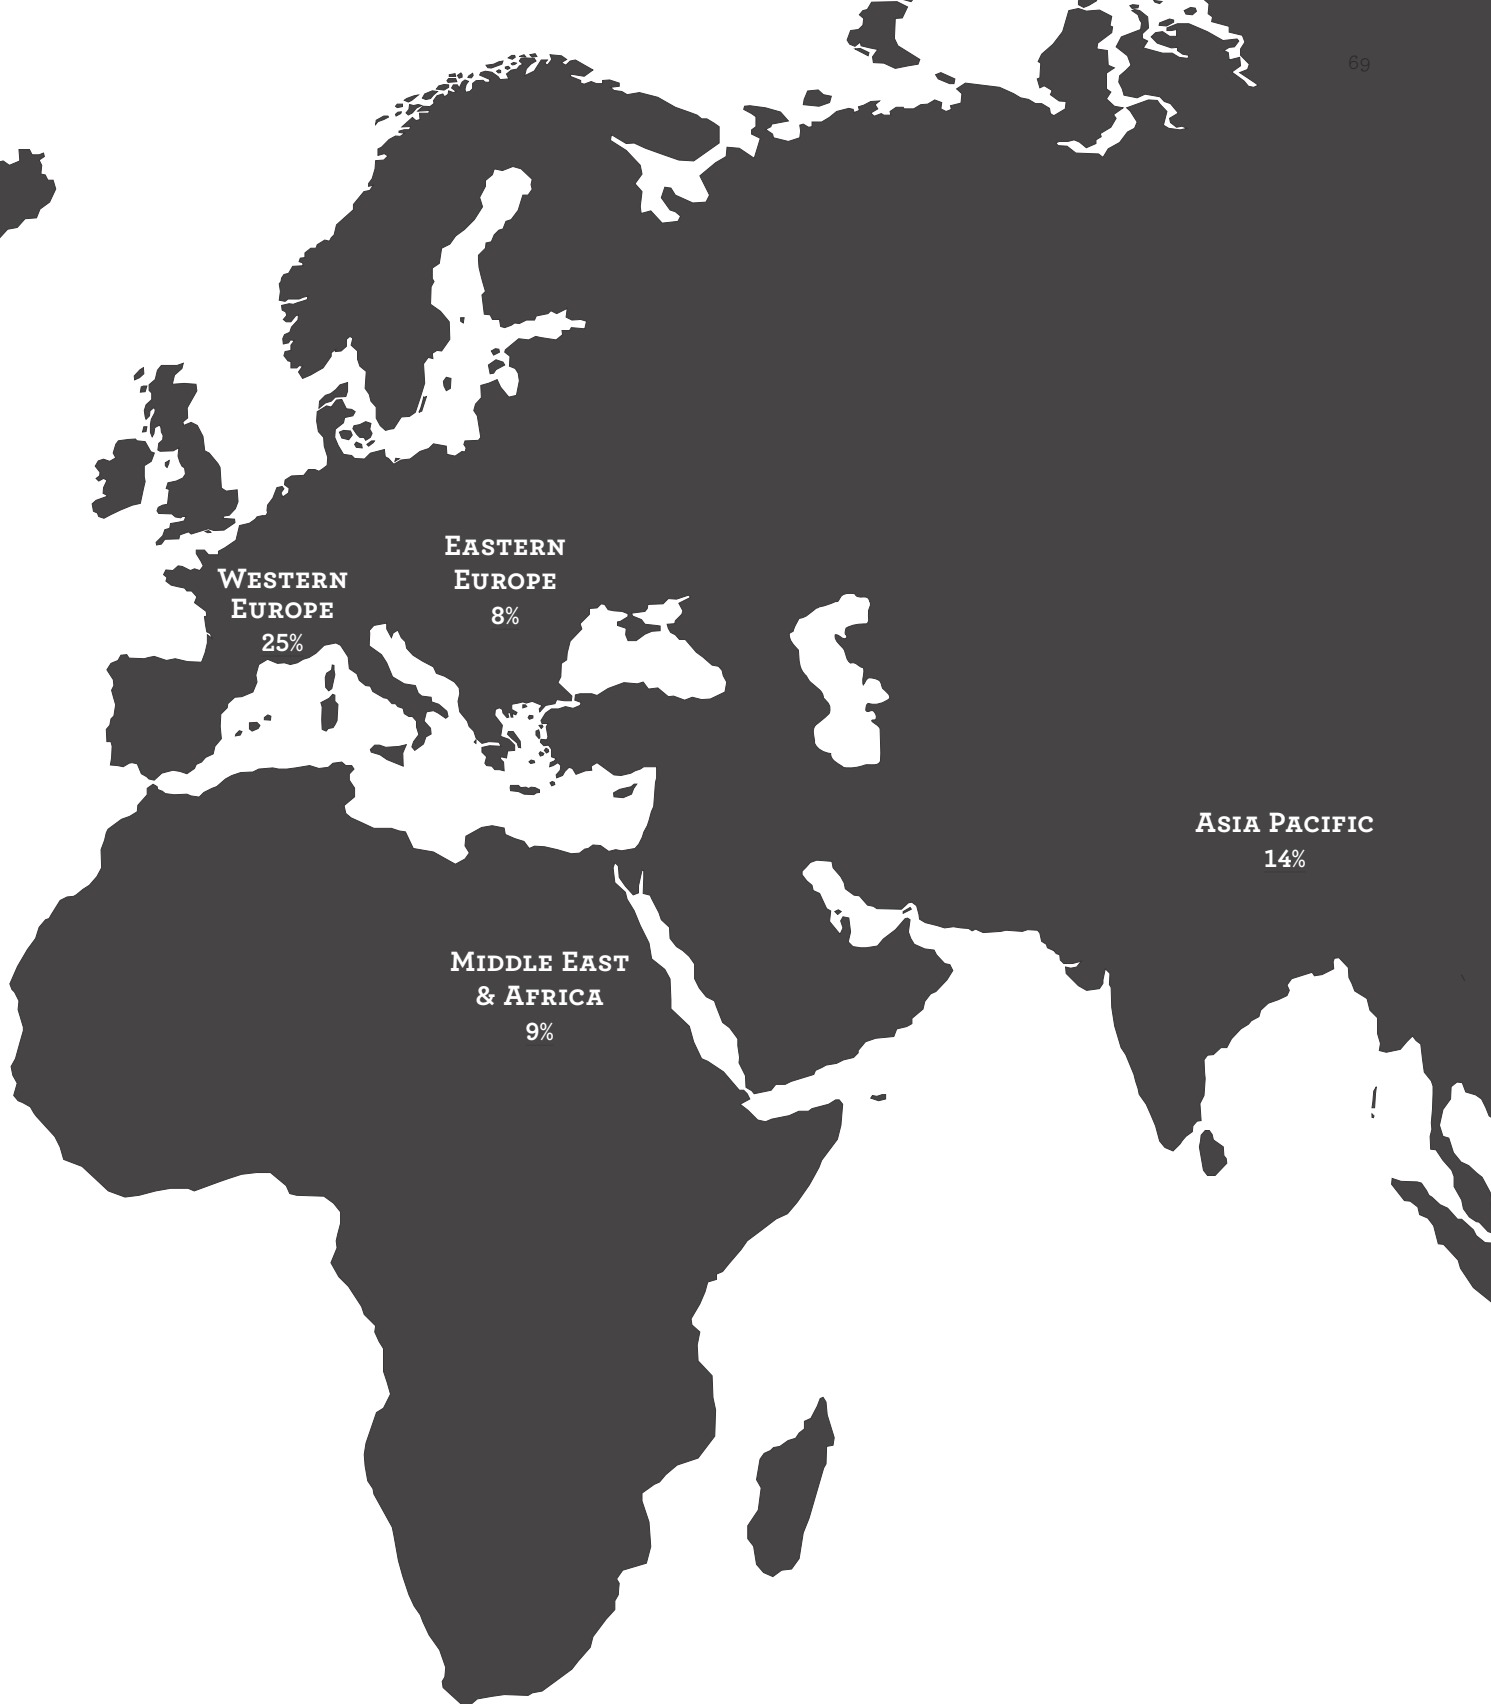 69
Eastern
Europe
8%
Western
Europe
25%
Asia Pacific
14%
Middle East
& Africa
9%